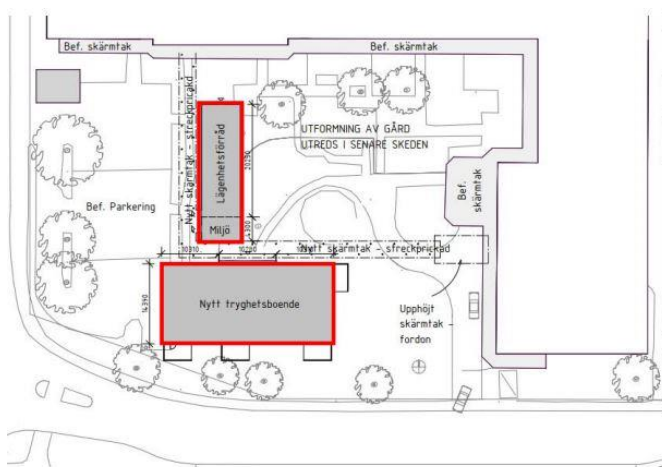 Bef. skärmtak
Bef. skärmtak
Nytt skärmtak - streckprickad
Lägenhetsförråd
UTFORMNING AV GÅRD
UTREDS I SENARE SKEDEN
Bef.
skärmtak
Bef. Parkering
Miljö
Nytt skärmtak - streckprickad
14390
Nytt tryghetsboende
Upphöjt
skärmtak -
fordon